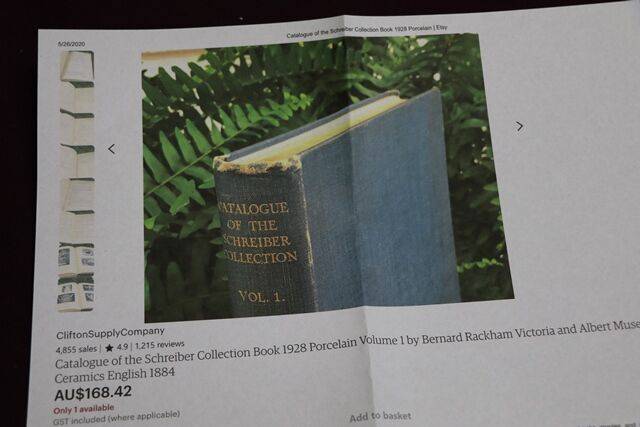 5/26/2020
Catalogue of the Schreiber Collection Book 1928 Porcelain | Etsy
CATALOGUE
OF THE
SCHREIBER
COLLECTION
VOL. 1.
CliftonSupplyCompany
4,855 sales | ★ 4.9 | 1,215 reviews
Catalogue of the Schreiber Collection Book 1928 Porcelain Volume 1 by Bernard Rackham Victoria and Albert Muse
Ceramics English 1884
AU$168.42
Only 1 available
GST included (where applicable)
Add to basket